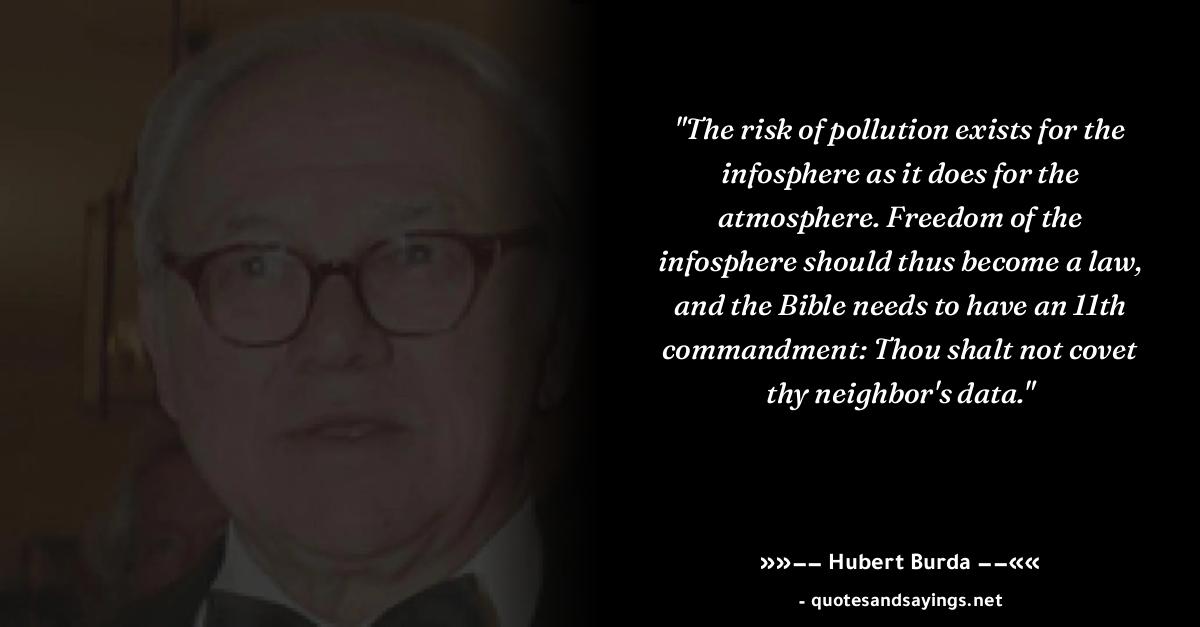 "The risk of pollution exists for the
infosphere as it does for the
atmosphere. Freedom of the
infosphere should thus become a law,
and the Bible needs to have an 11th
commandment: Thou shalt not covet
thy neighbor's data."
»»–– Hubert Burda ––««
- quotesandsayings.net